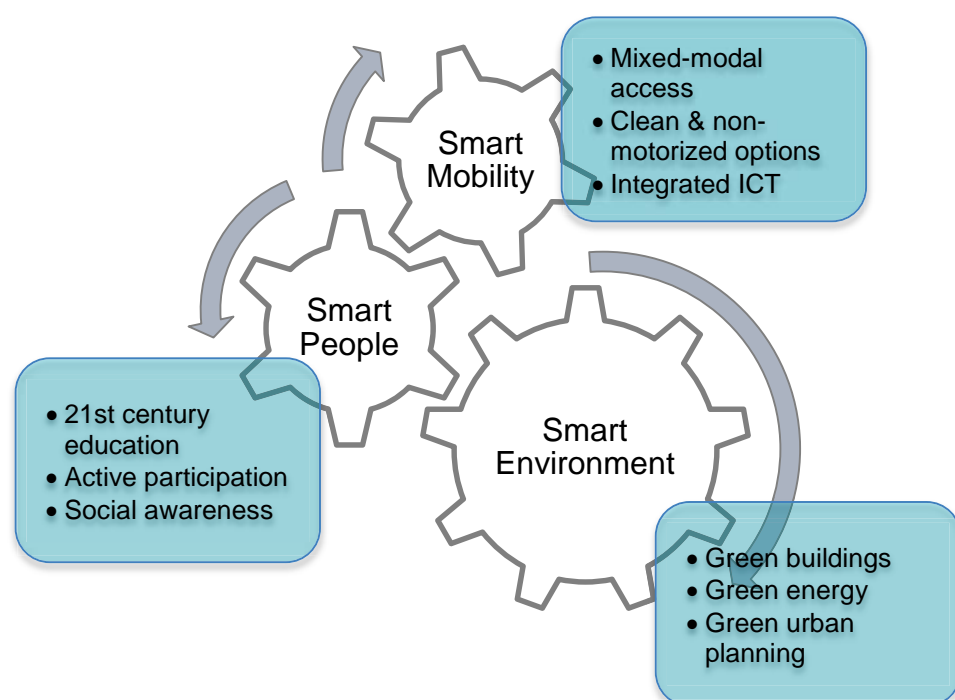 Smart
Mobility
• Mixed-modal
access
• Clean & non-
motorized options
• Integrated ICT
Smart
People
• 21st century
education
• Active participation
• Social awareness
Smart
Environment
• Green buildings
• Green energy
• Green urban
planning